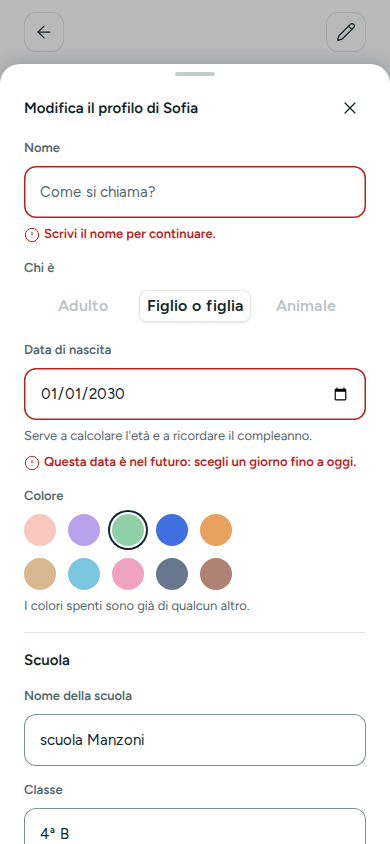 Modifica il profilo di Sofia
Nome
Come si chiama?
Scrivi il nome per continuare.
Chi è
Adulto
Figlio o figlia
Animale
Data di nascita
01/01/2030
Serve a calcolare l'età e a ricordare il compleanno.
Questa data è nel futuro: scegli un giorno fino a oggi.
Colore
I colori spenti sono già di qualcun altro.
Scuola
Nome della scuola
scuola Manzoni
Classe
4ª B